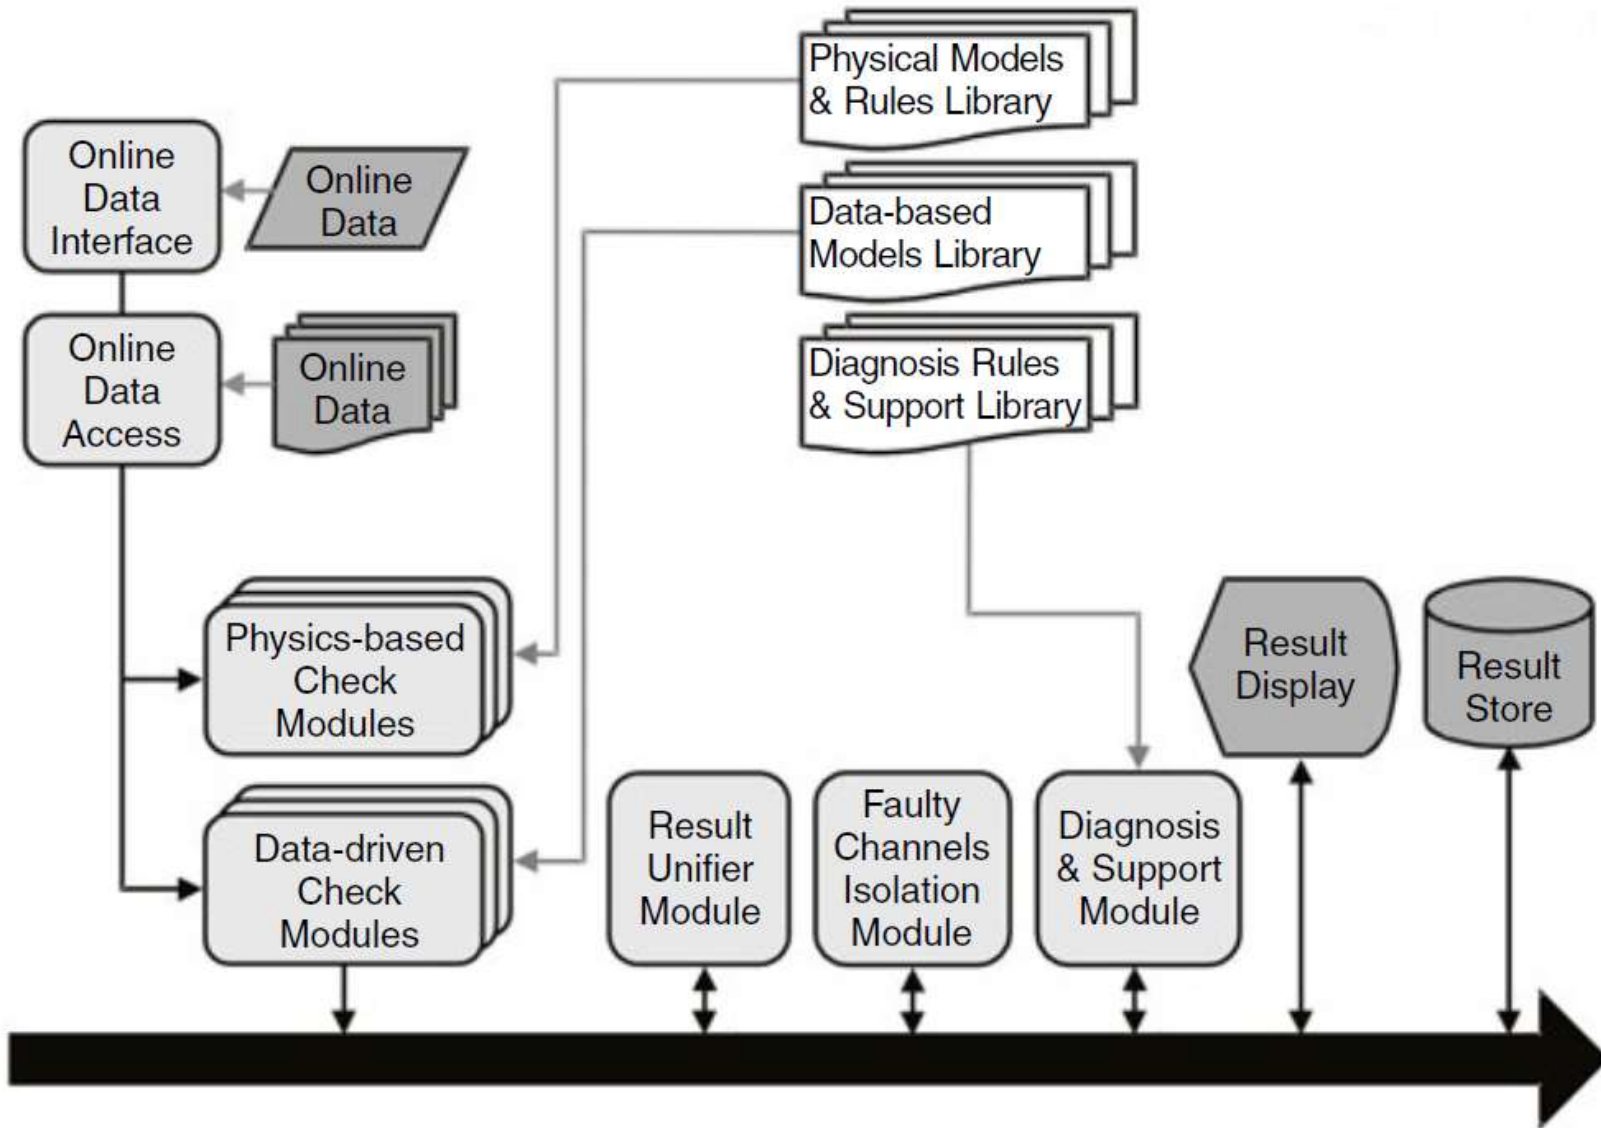 Physical Models
& Rules Library
Online
Data
Interface
Online
Data
Data-based
Models Library
Online
Data
Access
Online
Data
Diagnosis Rules
& Support Library
Physics-based
Check
Modules
Result
Display
Result
Store
Data-driven
Check
Modules
Result
Unifier
Module
Faulty
Channels
Isolation
Module
Diagnosis
& Support
Module